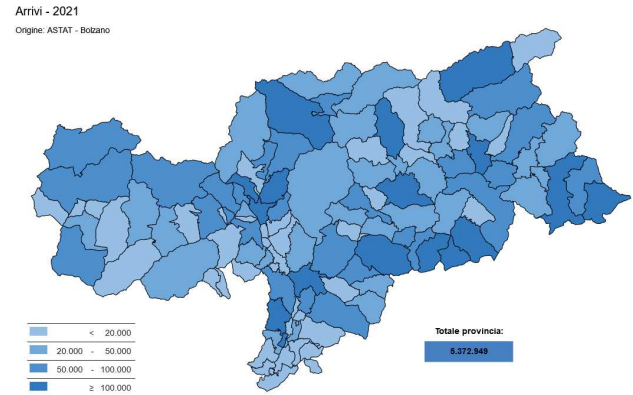 Arrivi - 2021
Origine: ASTAT - Bolzano
< 20.000
20.000 - 50.000
50.000 - 100.000
≥ 100.000
Totale provincia:
5.372.949